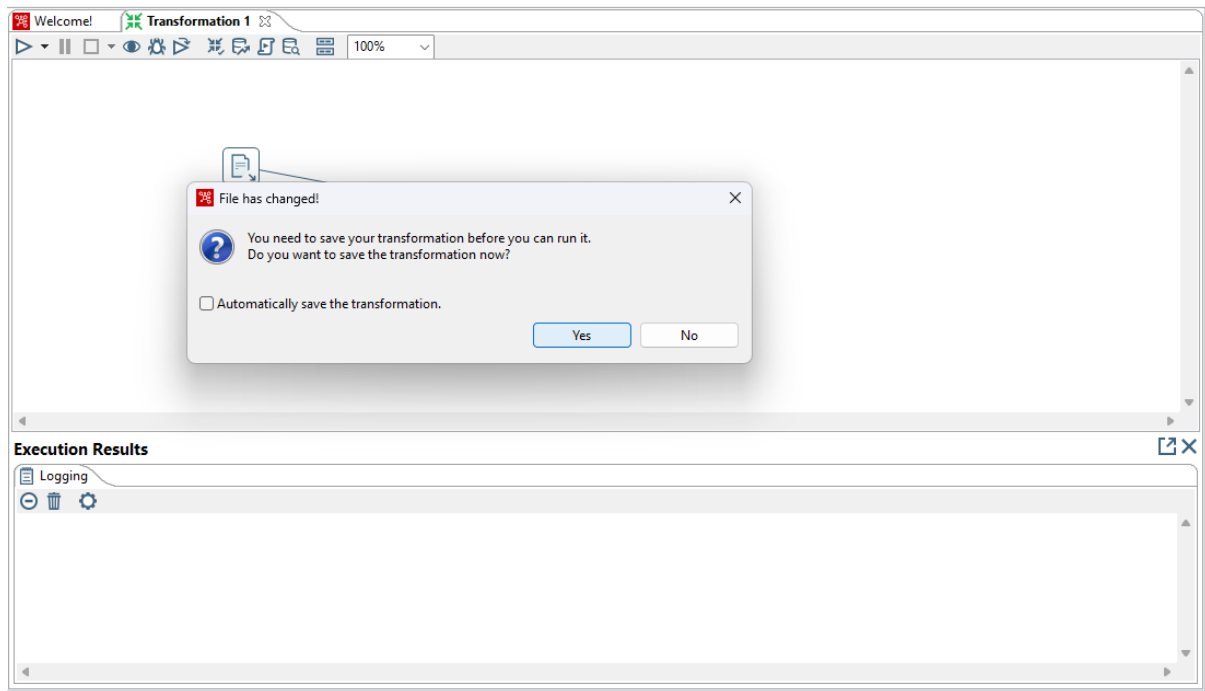 Welcome!
Transformation 1
100%
File has changed!
You need to save your transformation before you can run it.
Do you want to save the transformation now?
Automatically save the transformation.
Yes
No
Execution Results
Logging